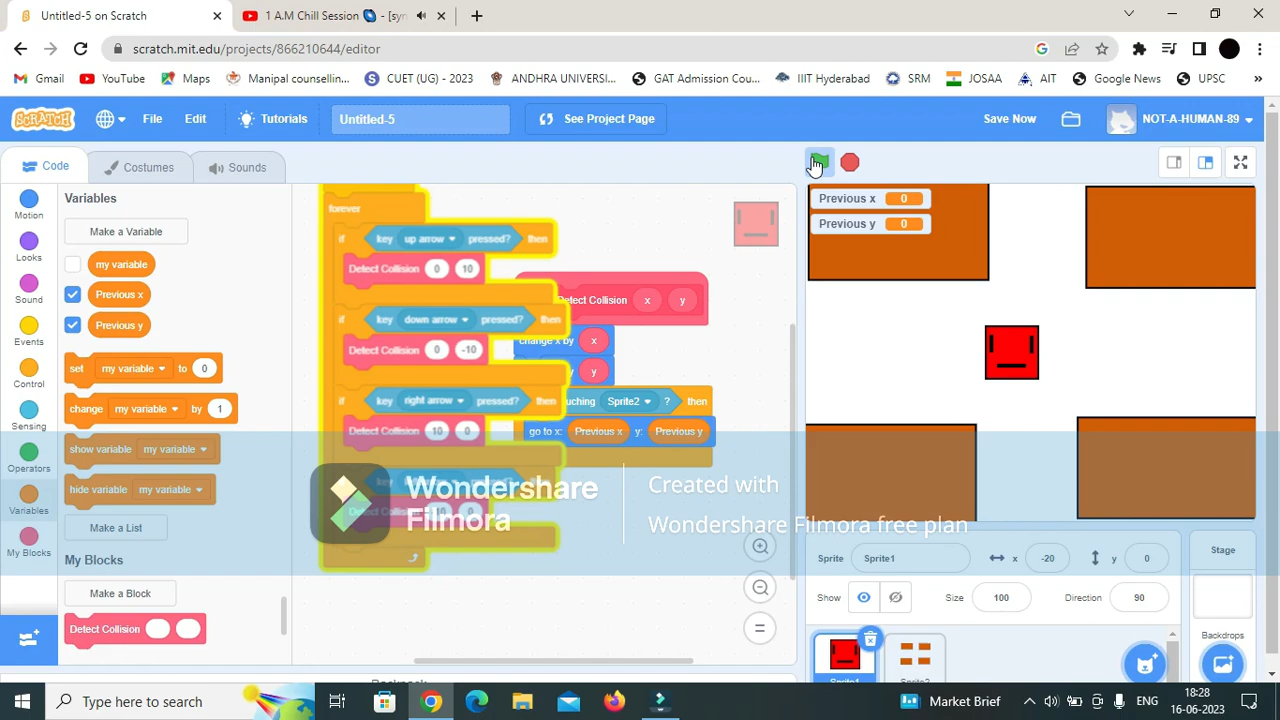 Untitled-5 on Scratch
1 A.M Chill Session
scratch.mit.edu/projects/866210644/editor
Gmail YouTube Maps Manipal counsellin... CUET (UG) - 2023 ANDHRA UNIVERSI... GAT Admission Cou... IIIT Hyderabad SRM JOSAA AIT Google News UPSC »
SCRATCH File Edit Tutorials Untitled-5 See Project Page Save Now NOT-A-HUMAN-89
Code Costumes Sounds
Motion
Looks
Sound
Events
Control
Sensing
Operators
Variables
My Blocks
Variables
Make a Variable
my variable
Previous x
Previous y
set my variable to 0
change my variable by 1
show variable my variable
hide variable my variable
Make a List
My Blocks
Make a Block
Detect Collision
forever
if key up arrow pressed? then
Detect Collision 0 10
if key down arrow pressed? then
Detect Collision 0 -10
if key right arrow pressed? then
Detect Collision 10 0
Detect Collision x y
change x by x
y
touching Sprite2 ? then
go to x: Previous x y: Previous y
Previous x 0
Previous y 0
Wondershare
Filmora
Created with
Wondershare Filmora free plan
Sprite Sprite1 x -20 y 0
Show Size 100 Direction 90
Sprite1
Sprite2
Stage
Backdrops
Type here to search
Market Brief
ENG
18:28
16-06-2023